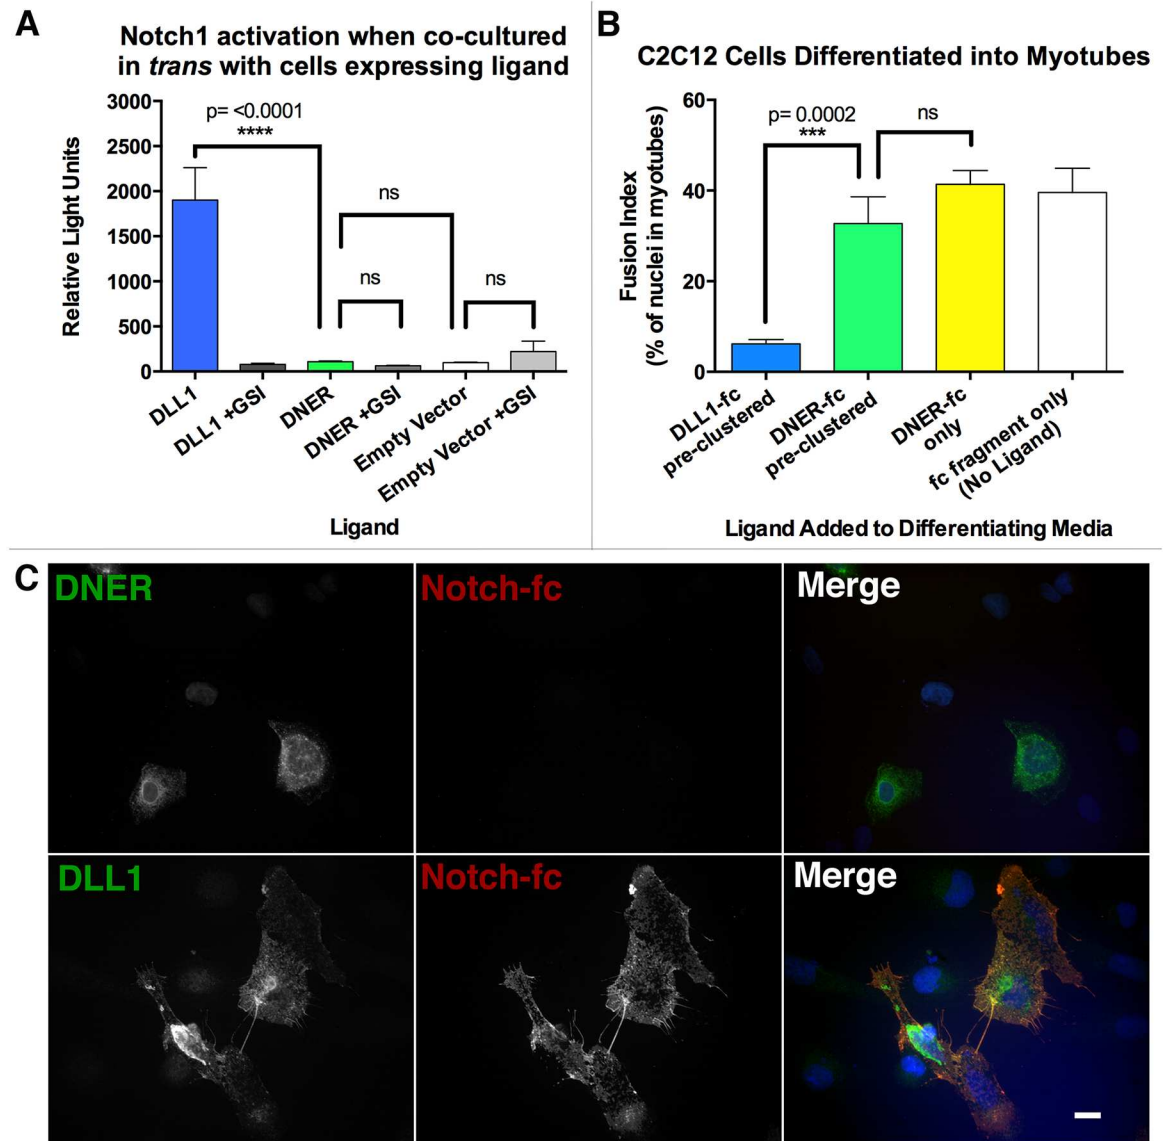 A
Notch1 activation when co-cultured
in trans with cells expressing ligand
Relative Light Units
3000
2500
2000
1500
1000
500
0
p= <0.0001
****
ns
ns
ns
DLL1
DLL1 +GSI
DNER
DNER +GSI
Empty Vector
Empty Vector +GSI
Ligand
B
C2C12 Cells Differentiated into Myotubes
Fusion Index
(% of nuclei in myotubes)
60
40
20
0
p= 0.0002
***
ns
DLL1-fc
pre-clustered
DNER-fc
pre-clustered
DNER-fc
only
fc fragment only
(No Ligand)
Ligand Added to Differentiating Media
C
DNER
Notch-fc
Merge
DLL1
Notch-fc
Merge